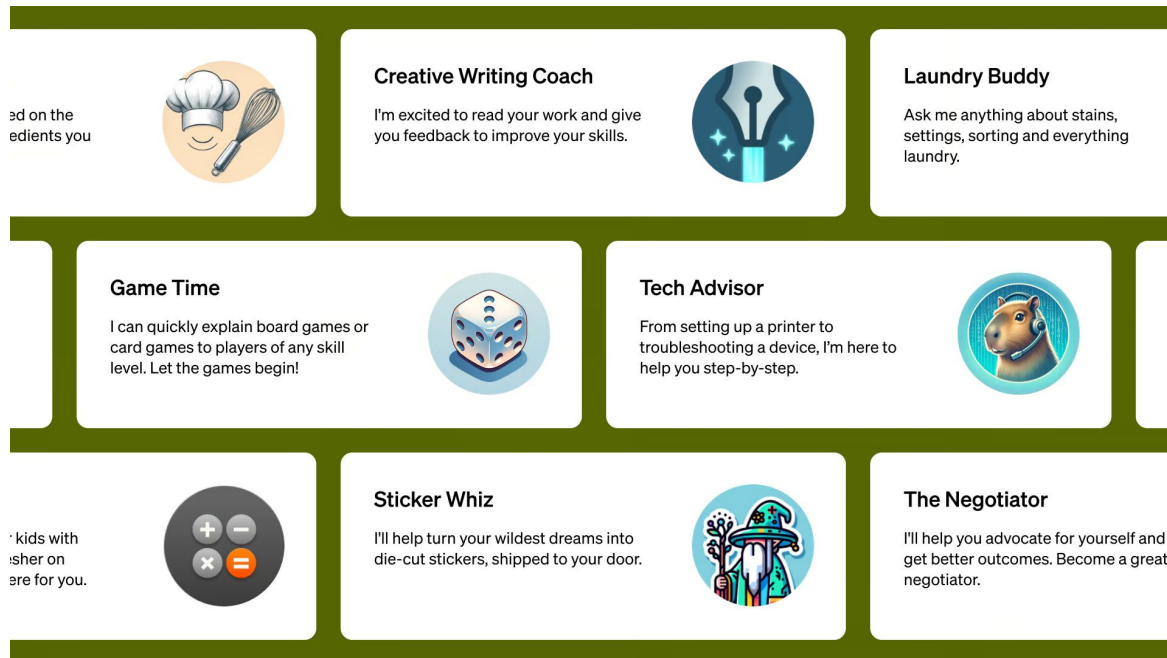 ed on the
edients you
Creative Writing Coach
I'm excited to read your work and give
you feedback to improve your skills.
Laundry Buddy
Ask me anything about stains,
settings, sorting and everything
laundry.
Game Time
I can quickly explain board games or
card games to players of any skill
level. Let the games begin!
Tech Advisor
From setting up a printer to
troubleshooting a device, I’m here to
help you step-by-step.
kids with
esher on
ere for you.
Sticker Whiz
I'll help turn your wildest dreams into
die-cut stickers, shipped to your door.
The Negotiator
I'll help you advocate for yourself and
get better outcomes. Become a great
negotiator.